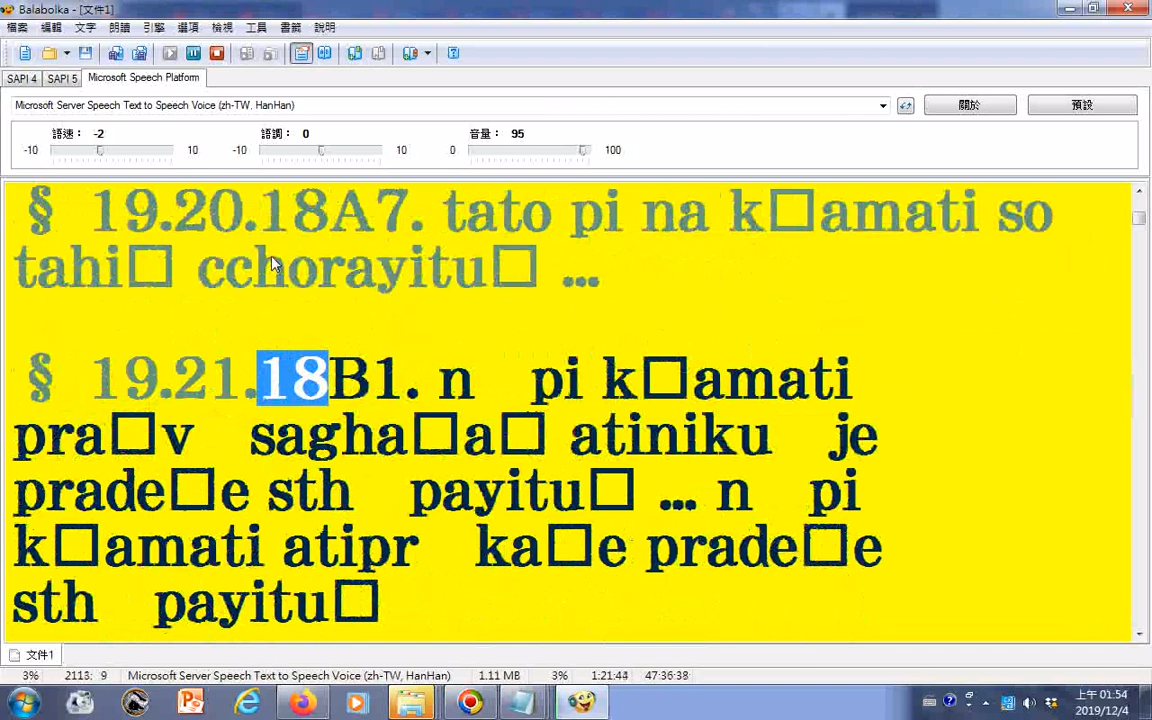 Balabolka - [文件1]
檔案 編輯 文字 朗讀 引擎 選項 檢視 工具 書籤 說明
SAPI 4 SAPI 5 Microsoft Speech Platform
Microsoft Server Speech Text to Speech Voice (zh-TW, HanHan) 關於 預設
語速： -2 語調： 0 音量： 95
-10 10 -10 10 0 100
§ 19.20.18A7. tato pi na k□amati so
tahi□ cchorayitu□ ...
§ 19.21.18B1. n pi k□amati
pra□v sagha□a□ atiniku je
prade□e sth payitu□ ... n pi
k□amati atipr ka□e prade□e
sth payitu□
文件1
3% 2113: 9 Microsoft Server Speech Text to Speech Voice (zh-TW, HanHan) 1.11 MB 3% 1:21:44 47:36:38
上午 01:54
2019/12/4